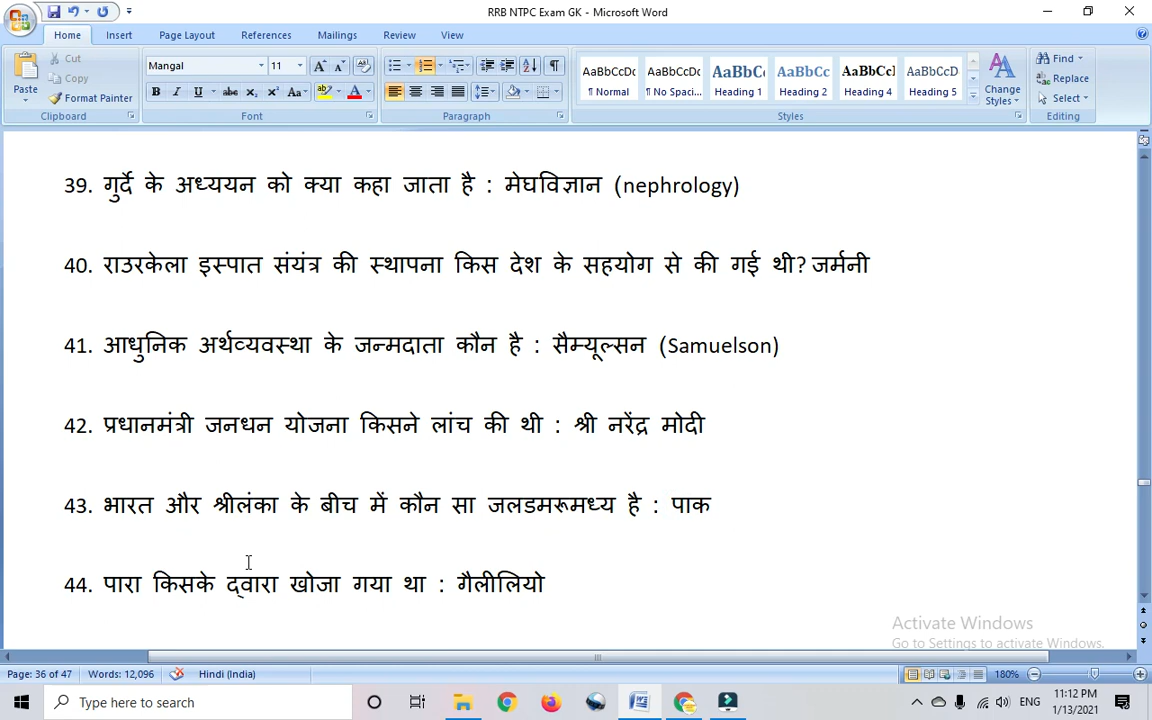 RRB NTPC Exam GK - Microsoft Word
Home Insert Page Layout References Mailings Review View
Paste Cut Copy Format Painter Clipboard
Mangal 11 Font
Paragraph
AaBbCcDc ¶ Normal AaBbCcDc ¶ No Spaci... AaBbC Heading 1 AaBbCc Heading 2 AaBbCcI Heading 4 AaBbCcDc Heading 5 Change Styles Styles
Find Replace Select Editing
39. गुर्दे के अध्ययन को क्या कहा जाता है : मेघविज्ञान (nephrology)
40. राउरकेला इस्पात संयंत्र की स्थापना किस देश के सहयोग से की गई थी? जर्मनी
41. आधुनिक अर्थव्यवस्था के जन्मदाता कौन है : सैम्यूल्सन (Samuelson)
42. प्रधानमंत्री जनधन योजना किसने लांच की थी : श्री नरेंद्र मोदी
43. भारत और श्रीलंका के बीच में कौन सा जलडमरूमध्य है : पाक
44. पारा किसके द्वारा खोजा गया था : गैलीलियो
Activate Windows
Go to Settings to activate Windows.
Page: 36 of 47 Words: 12,096 Hindi (India) 180%
Type here to search ENG 11:12 PM
1/13/2021